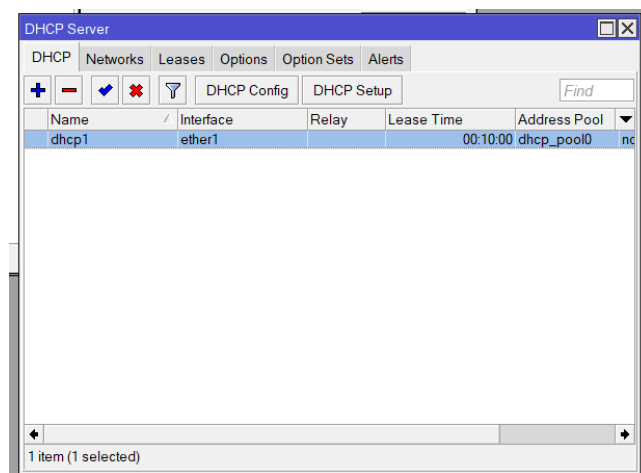 DHCP Server
DHCP Networks Leases Options Option Sets Alerts
DHCP Config DHCP Setup Find
Name Interface Relay Lease Time Address Pool
dhcp1 ether1 00:10:00 dhcp_pool0
1 item (1 selected)